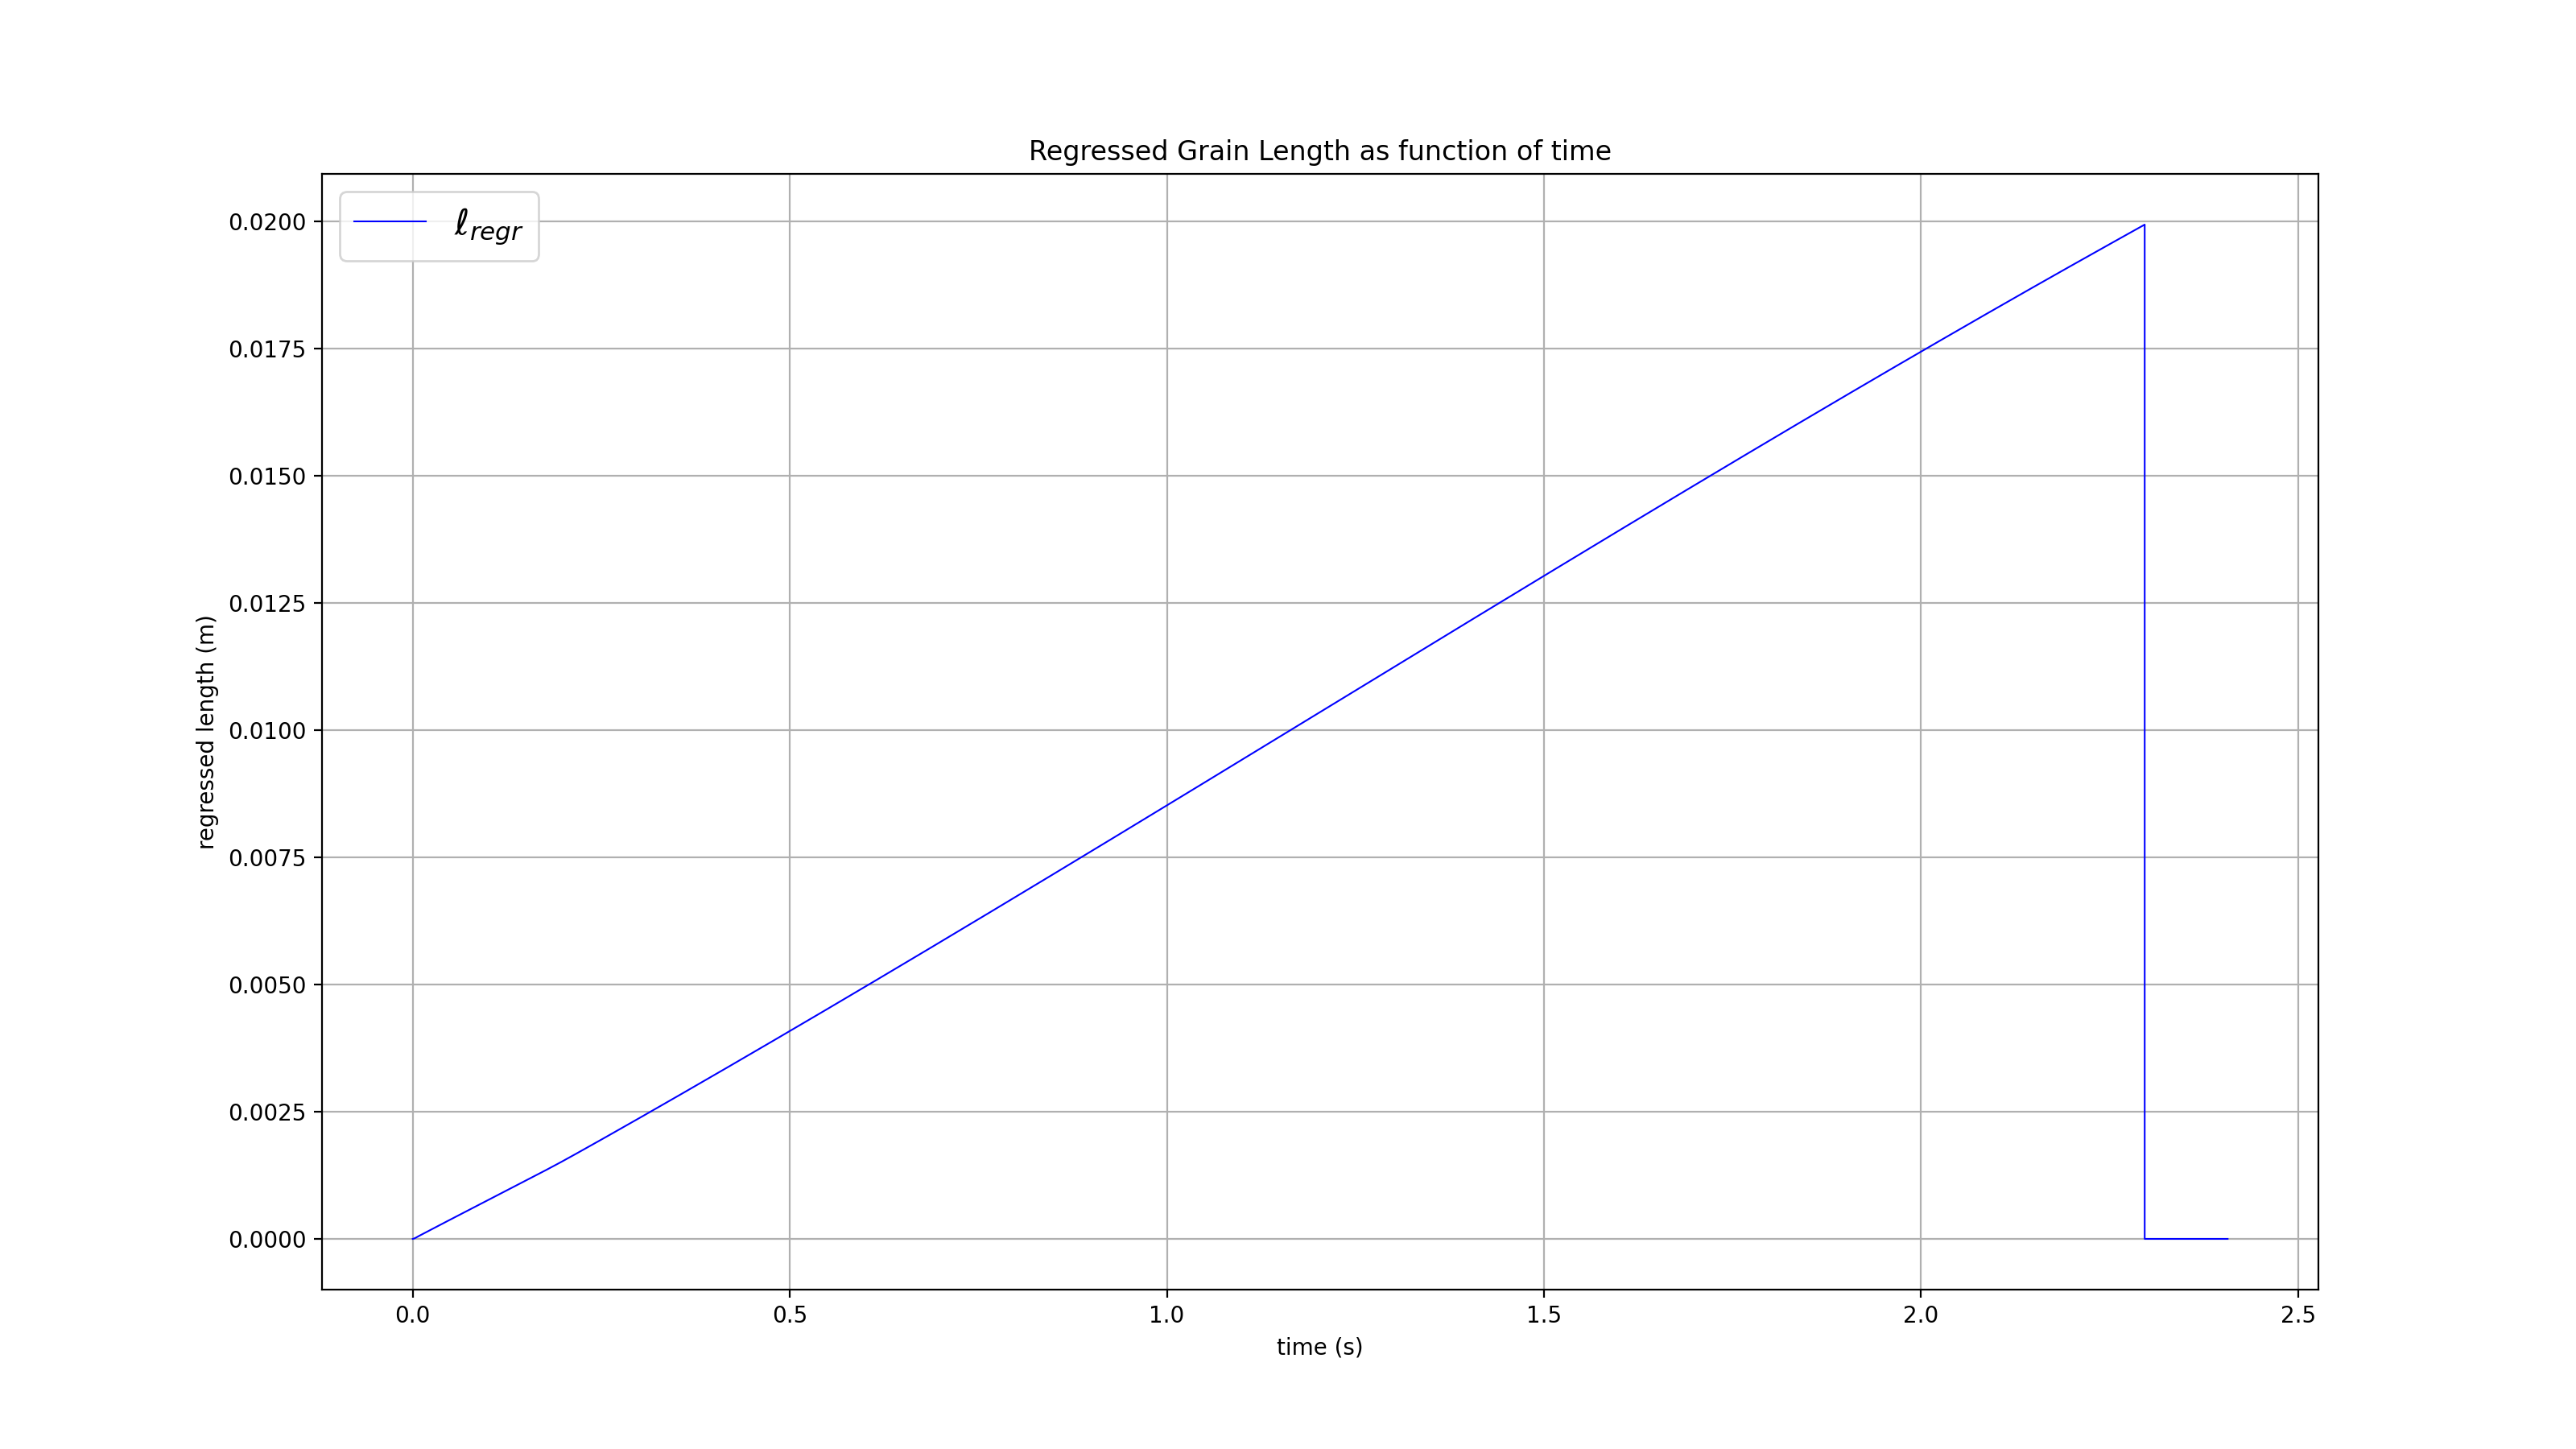 Regressed Grain Length as function of time
ℓregr
0.0200
0.0175
0.0150
0.0125
0.0100
0.0075
0.0050
0.0025
0.0000
regressed length (m)
0.0 0.5 1.0 1.5 2.0 2.5
time (s)